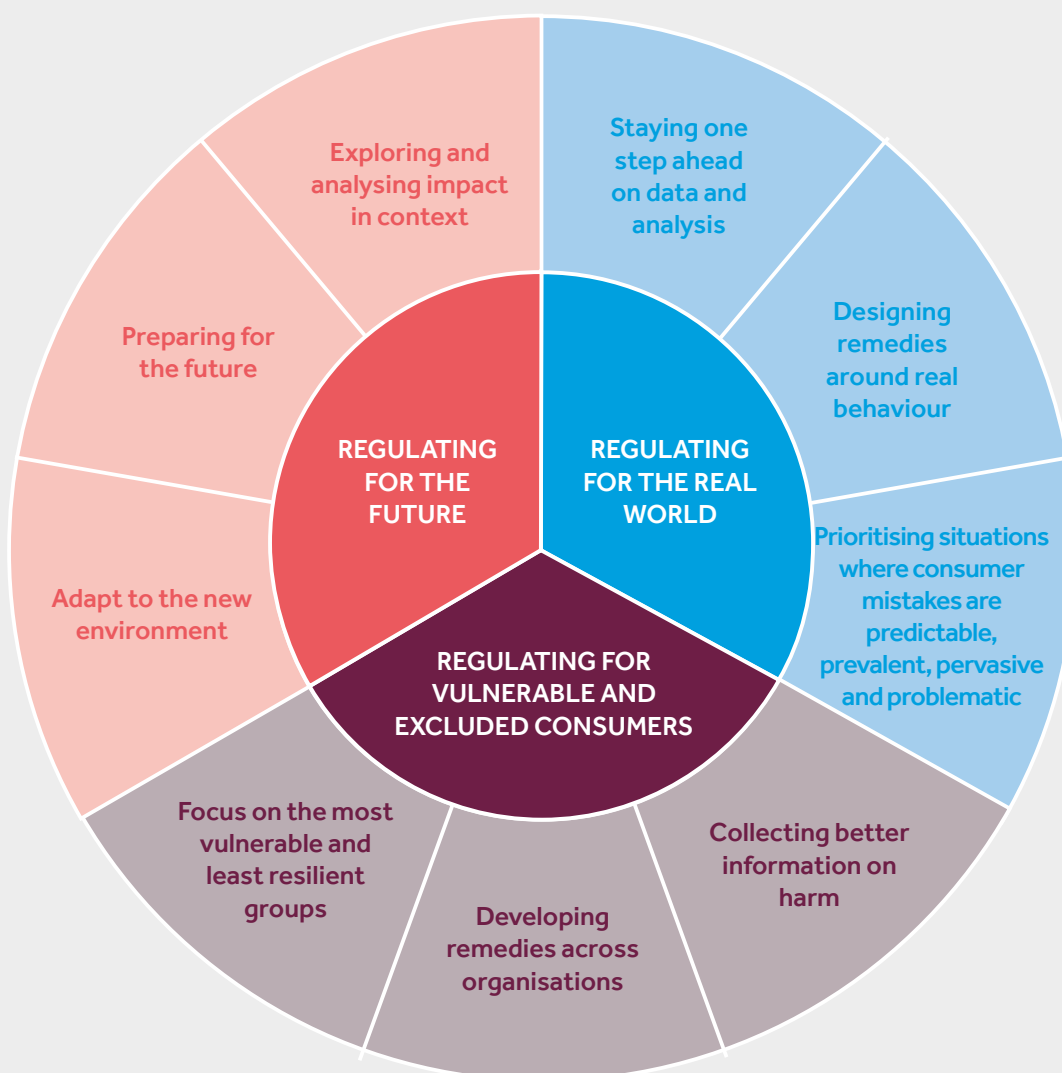 Exploring and
analysing impact
in context
Staying one
step ahead
on data and
analysis
Preparing for
the future
Designing
remedies
around real
behaviour
REGULATING
FOR THE
FUTURE
REGULATING
FOR THE REAL
WORLD
Adapt to the new
environment
Prioritising situations
where consumer
mistakes are
predictable,
prevalent, pervasive
and problematic
REGULATING FOR
VULNERABLE AND
EXCLUDED CONSUMERS
Focus on the most
vulnerable and
least resilient
groups
Developing
remedies across
organisations
Collecting better
information on
harm